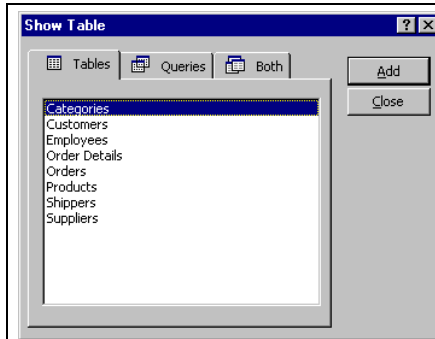 Show Table
Tables Queries Both
Add
Close
Categories
Customers
Employees
Order Details
Orders
Products
Shippers
Suppliers